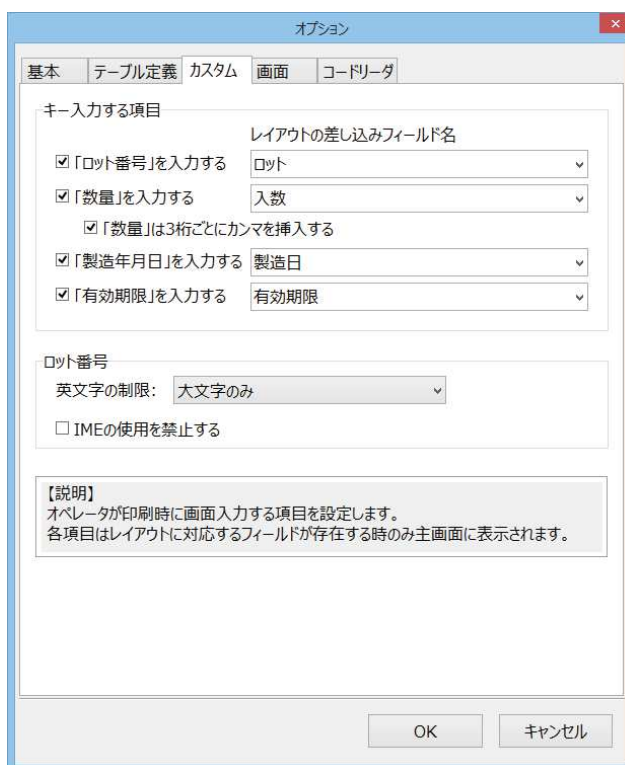 オプション
基本 テーブル定義 カスタム 画面 コードリーダ
キー入力する項目
レイアウトの差し込みフィールド名
「ロット番号」を入力する ロット
「数量」を入力する 入数
「数量」は3桁ごとにカンマを挿入する
「製造年月日」を入力する 製造日
「有効期限」を入力する 有効期限
ロット番号
英文字の制限: 大文字のみ
IMEの使用を禁止する
【説明】
オペレータが印刷時に画面入力する項目を設定します。
各項目はレイアウトに対応するフィールドが存在する時のみ主画面に表示されます。
OK キャンセル